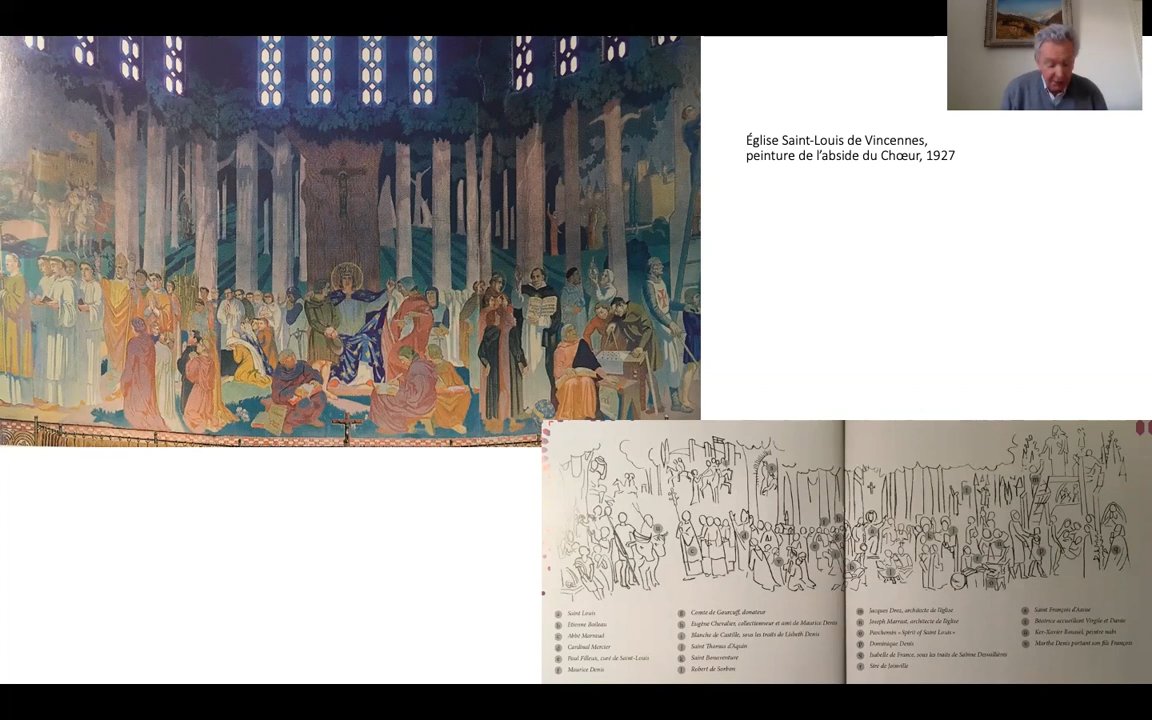 Église Saint-Louis de Vincennes,
peinture de l'abside du Chœur, 1927
Saint Louis
Étienne Boileau
Abbé Marraud
Cardinal Mercier
Paul Pilleux, curé de Saint-Louis
Maurice Denis
Comte de Gourcuff, donateur
Eugène Chevalier, collectionneur et ami de Maurice Denis
Blanche de Castille, sous les traits de Lisbeth Denis
Saint Thomas d'Aquin
Saint Bonaventure
Robert de Sorbon
Jacques Droz, architecte de l'église
Joseph Marrast, architecte de l'église
Parchemin « Spirit of Saint Louis »
Dominique Denis
Isabelle de France, sous les traits de Sabine Desvallières
Sire de Joinville
Saint François d'Assise
Béatrice accueillant Virgile et Dante
Ker-Xavier Roussel, peintre nabi
Marthe Denis portant son fils François